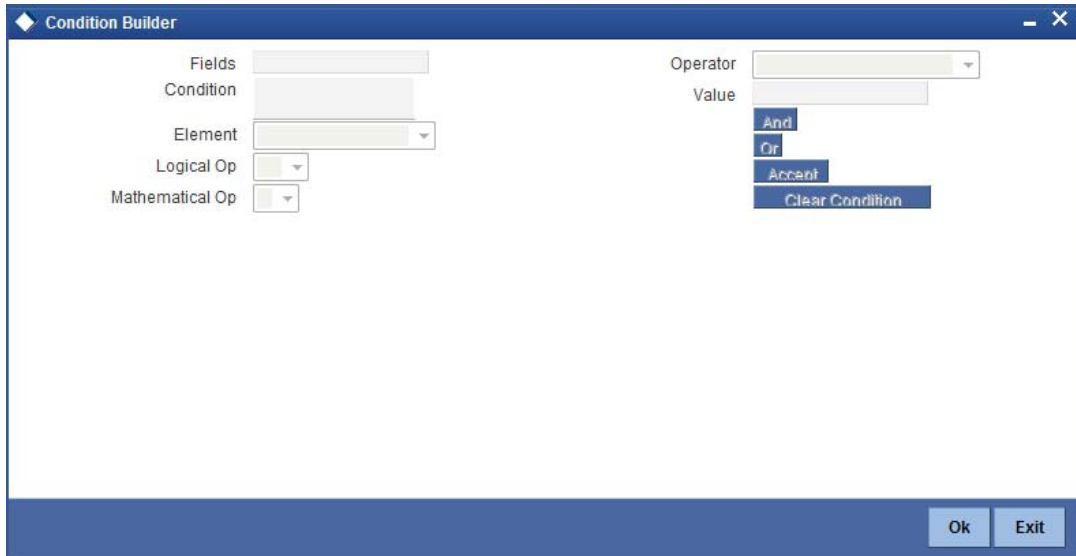 Condition Builder
Fields
Condition
Element
Logical Op
Mathematical Op
Operator
Value
And
Or
Accept
Clear Condition
Ok
Exit